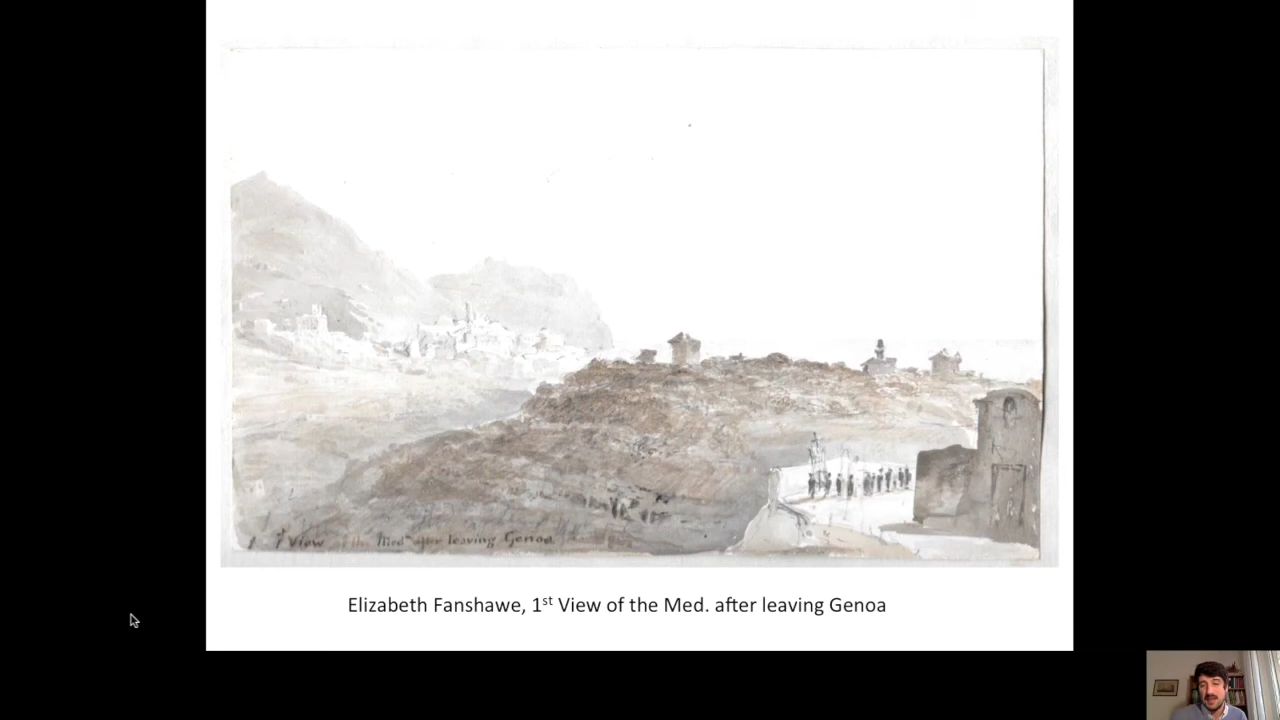 View of the Med^n after leaving Genoa
Elizabeth Fanshawe, 1st View of the Med. after leaving Genoa